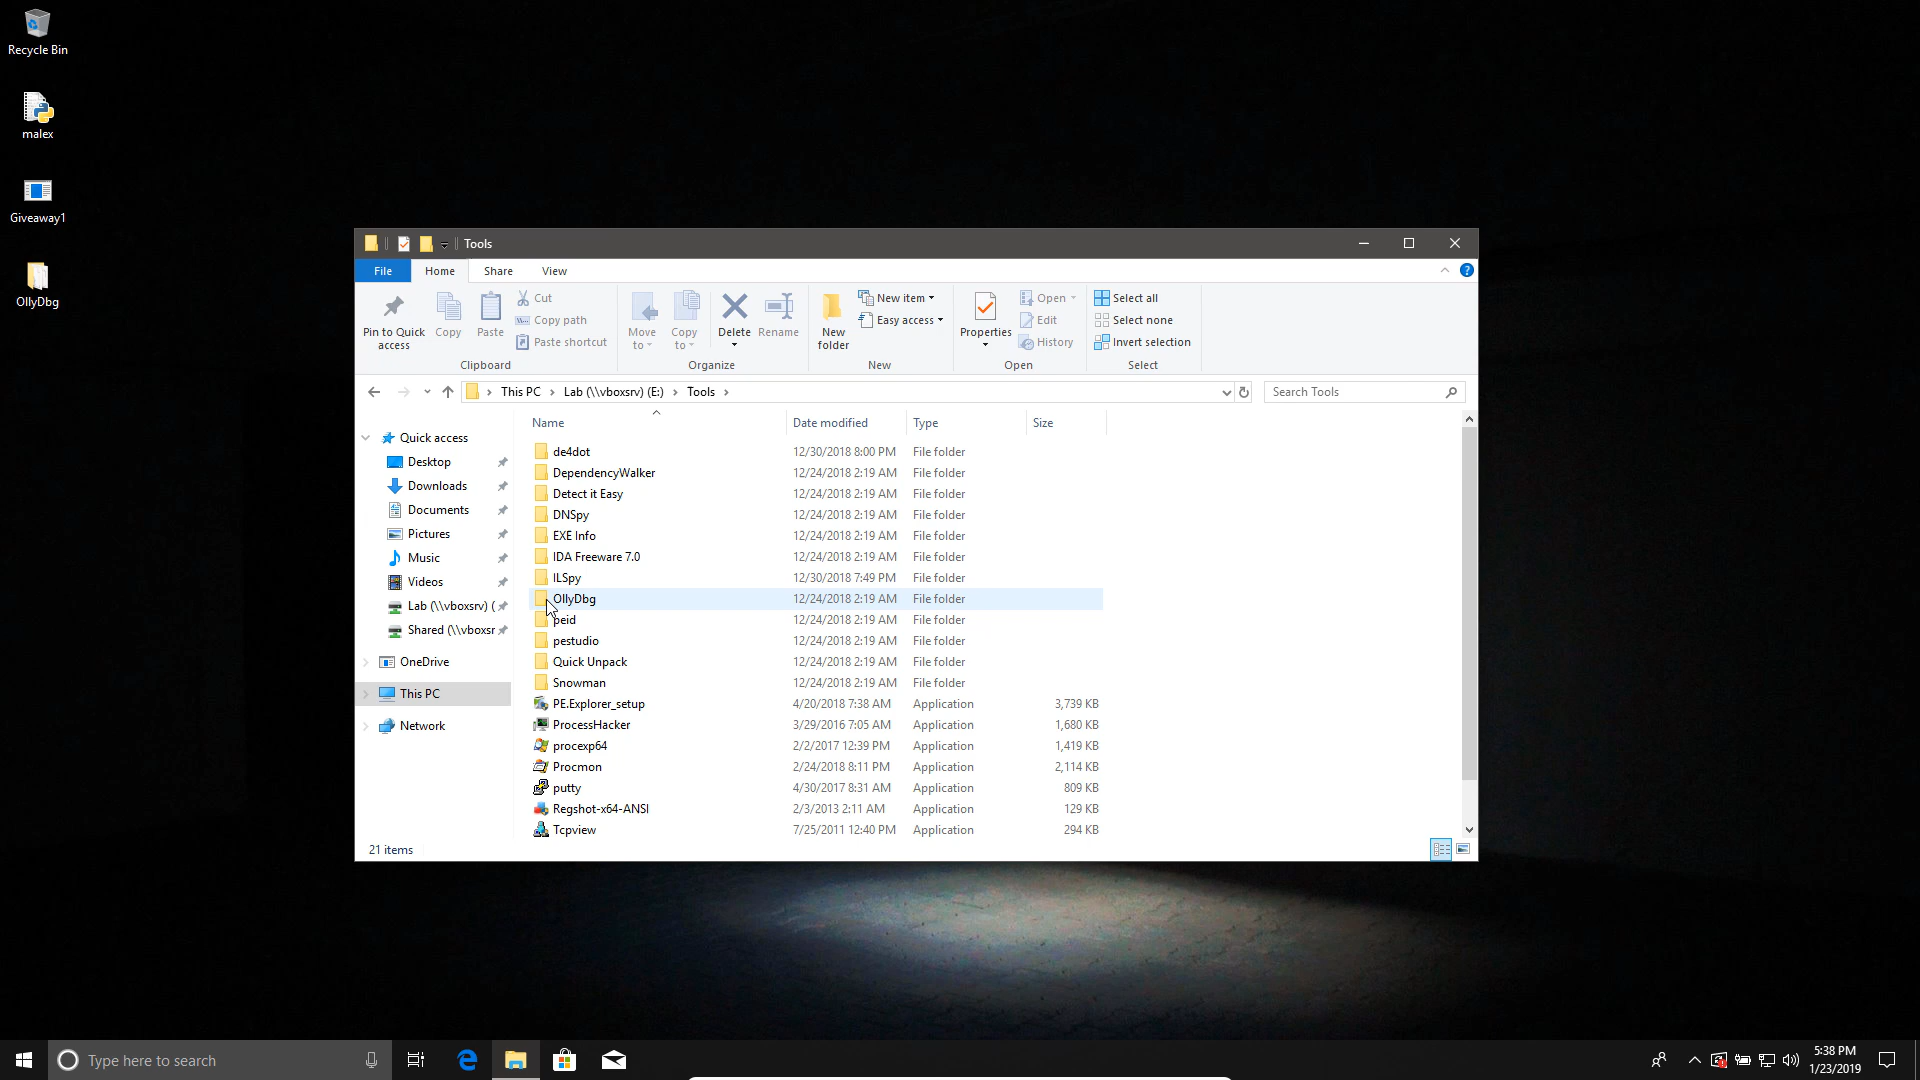 Recycle Bin
malex
Giveaway1
OllyDbg
Tools
File Home Share View
Pin to Quick access
Copy
Paste
Cut
Copy path
Paste shortcut
Clipboard
Move to
Copy to
Delete
Rename
Organize
New folder
New item
Easy access
New
Properties
Open
Edit
History
Open
Select all
Select none
Invert selection
Select
This PC Lab (\\vboxsrv) (E:) Tools
Search Tools
Quick access
Desktop
Downloads
Documents
Pictures
Music
Videos
Lab (\\vboxsrv) (
Shared (\\vboxsr
OneDrive
This PC
Network
Name Date modified Type Size
de4dot 12/30/2018 8:00 PM File folder
DependencyWalker 12/24/2018 2:19 AM File folder
Detect it Easy 12/24/2018 2:19 AM File folder
DNSpy 12/24/2018 2:19 AM File folder
EXE Info 12/24/2018 2:19 AM File folder
IDA Freeware 7.0 12/24/2018 2:19 AM File folder
ILSpy 12/30/2018 7:49 PM File folder
OllyDbg 12/24/2018 2:19 AM File folder
peid 12/24/2018 2:19 AM File folder
pestudio 12/24/2018 2:19 AM File folder
Quick Unpack 12/24/2018 2:19 AM File folder
Snowman 12/24/2018 2:19 AM File folder
PE.Explorer_setup 4/20/2018 7:38 AM Application 3,739 KB
ProcessHacker 3/29/2016 7:05 AM Application 1,680 KB
procexp64 2/2/2017 12:39 PM Application 1,419 KB
Procmon 2/24/2018 8:11 PM Application 2,114 KB
putty 4/30/2017 8:31 AM Application 809 KB
Regshot-x64-ANSI 2/3/2013 2:11 AM Application 129 KB
Tcpview 7/25/2011 12:40 PM Application 294 KB
21 items
Type here to search
5:38 PM
1/23/2019